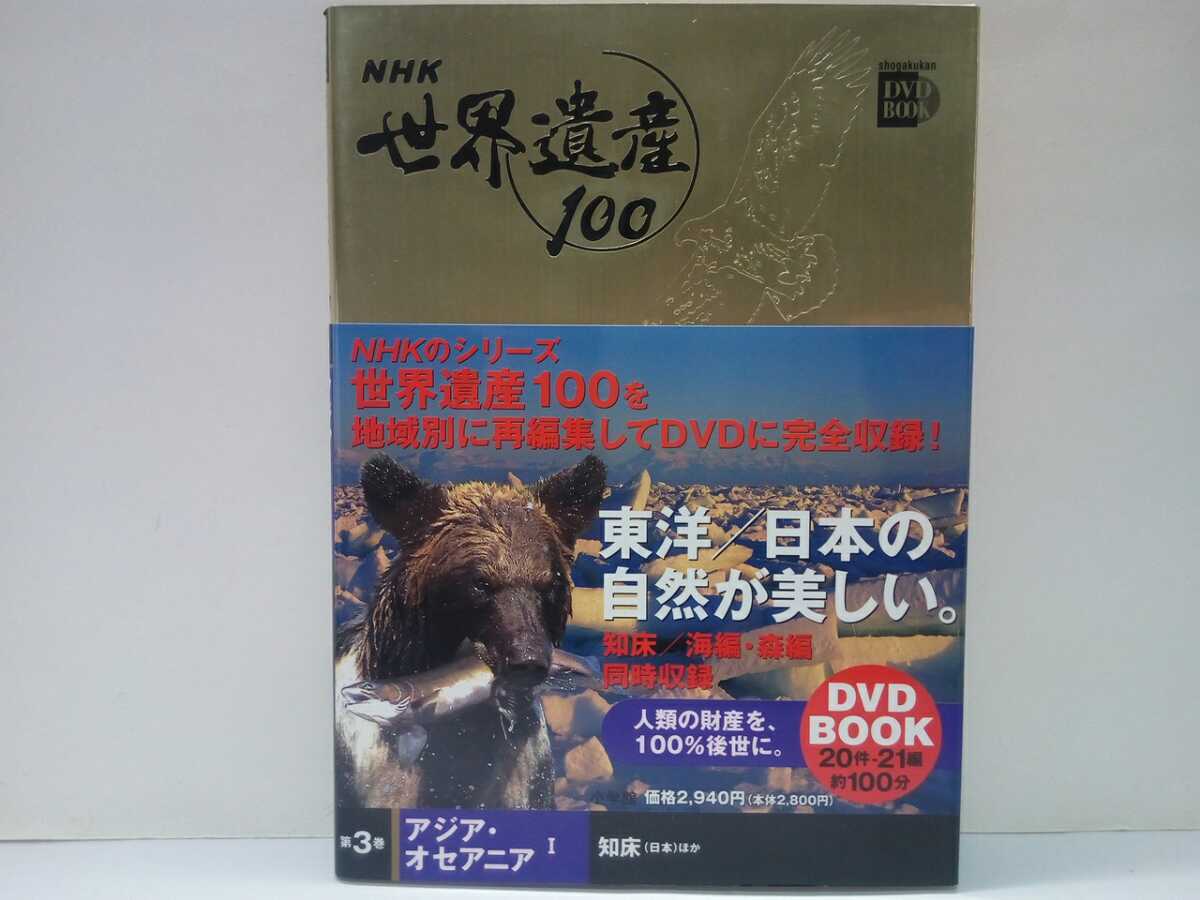 NHK
世界遺産
100
shogakukan
DVD
BOOK
NHKのシリーズ
世界遺産100を
地域別に再編集してDVDに完全収録!
東洋/日本の
自然が美しい。
知床/海編・森編
同時収録
人類の財産を、
100%後世に。
DVD
BOOK
20件-21編
約100分
小学館 価格2,940円(本体2,800円)
第3巻
アジア・
オセアニア I
知床(日本)ほか